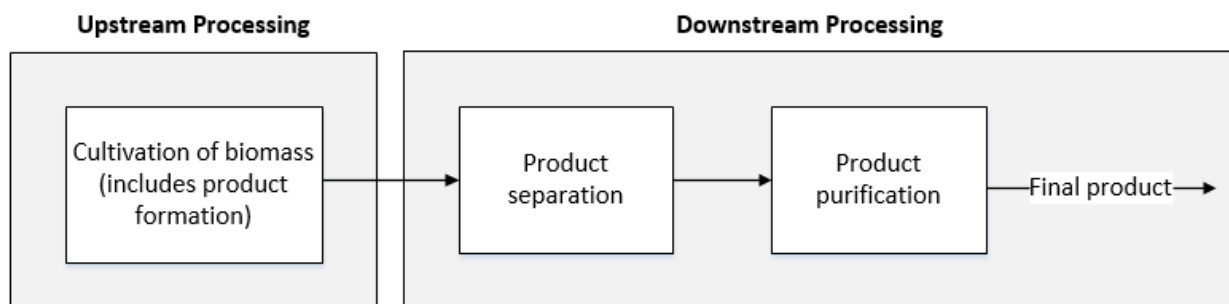 Upstream Processing
Downstream Processing
Cultivation of biomass
(includes product
formation)
Product
separation
Product
purification
Final product